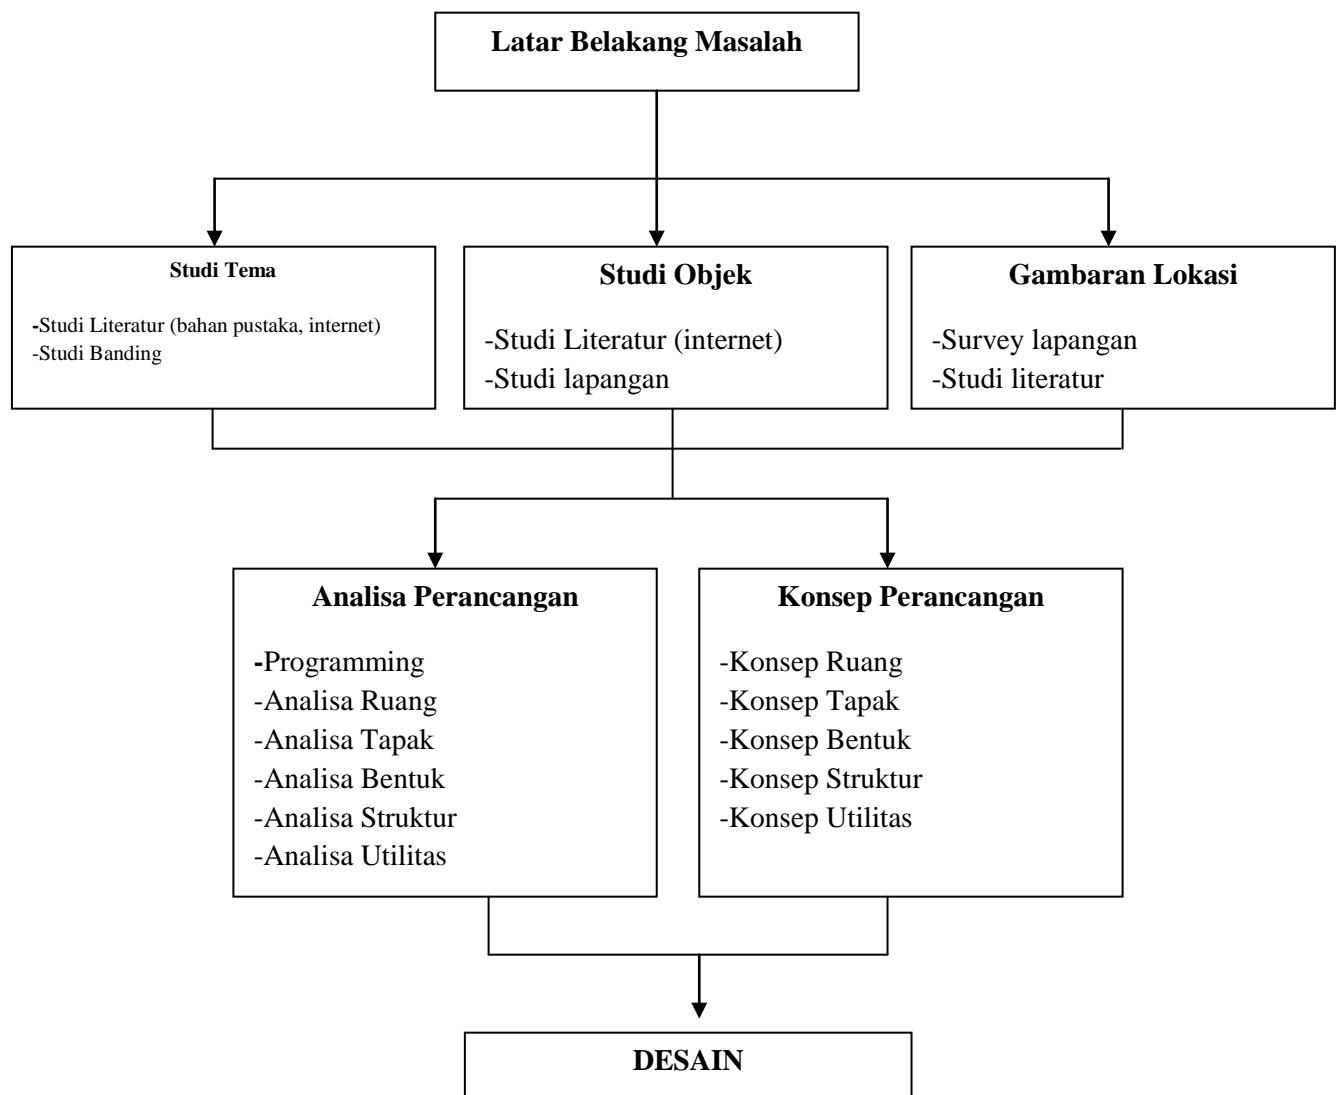 Latar Belakang Masalah
Studi Tema
-Studi Literatur (bahan pustaka, internet)
-Studi Banding
Studi Objek
-Studi Literatur (internet)
-Studi lapangan
Gambaran Lokasi
-Survey lapangan
-Studi literatur
Analisa Perancangan
-Programming
-Analisa Ruang
-Analisa Tapak
-Analisa Bentuk
-Analisa Struktur
-Analisa Utilitas
Konsep Perancangan
-Konsep Ruang
-Konsep Tapak
-Konsep Bentuk
-Konsep Struktur
-Konsep Utilitas
DESAIN